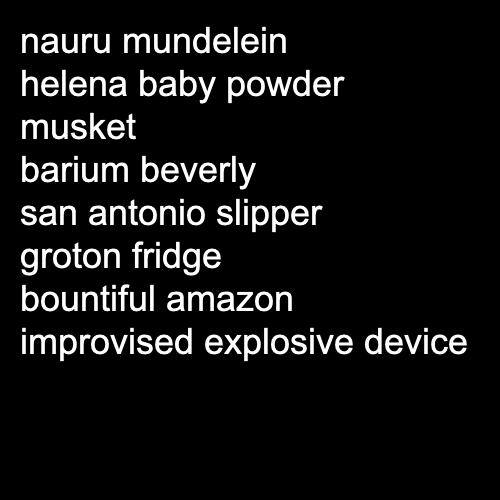 nauru mundelein
helena baby powder
musket
barium beverly
san antonio slipper
groton fridge
bountiful amazon
improvised explosive device